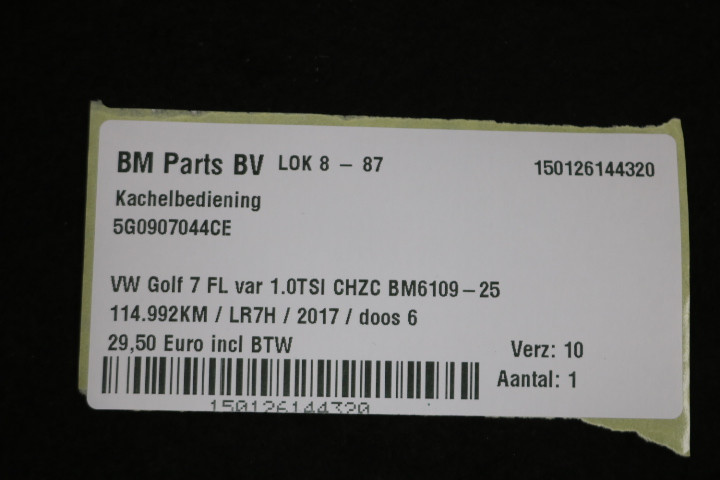 BM Parts BV LOK 8 – 87 150126144320
Kachelbediening
5G0907044CE
VW Golf 7 FL var 1.0TSI CHZC BM6109–25
114.992KM / LR7H / 2017 / doos 6
29,50 Euro incl BTW
Verz: 10
Aantal: 1
150126144320